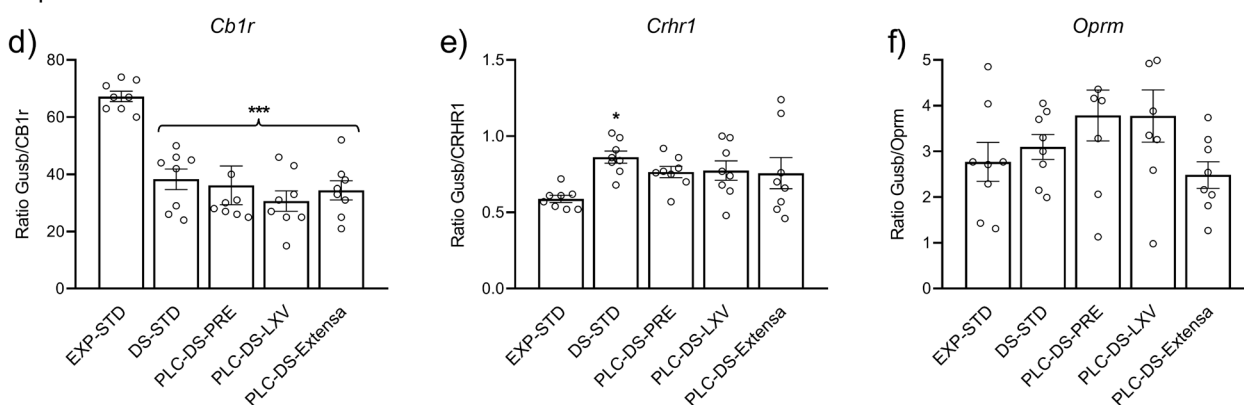 d)
Cb1r
80
60
40
20
0
Ratio Gusb/CB1r
***
EXP-STD
DS-STD
PLC-DS-PRE
PLC-DS-LXV
PLC-DS-Extensa
e)
Crhr1
1.5
1.0
0.5
0.0
Ratio Gusb/CRHR1
*
EXP-STD
DS-STD
PLC-DS-PRE
PLC-DS-LXV
PLC-DS-Extensa
f)
Oprm
5
4
3
2
1
0
Ratio Gusb/Oprm
EXP-STD
DS-STD
PLC-DS-PRE
PLC-DS-LXV
PLC-DS-Extensa